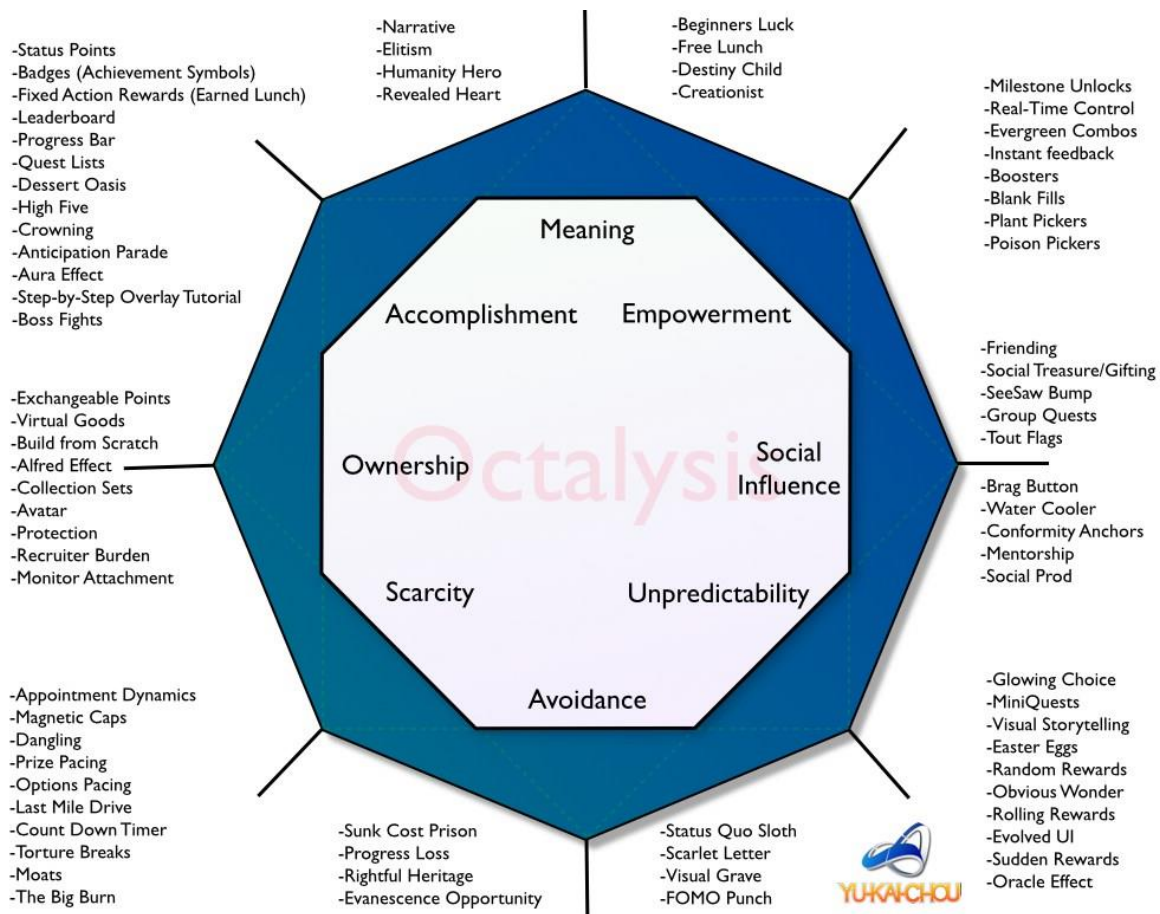 -Narrative
-Elitism
-Humanity Hero
-Revealed Heart
-Beginners Luck
-Free Lunch
-Destiny Child
-Creationist
-Status Points
-Badges (Achievement Symbols)
-Fixed Action Rewards (Earned Lunch)
-Leaderboard
-Progress Bar
-Quest Lists
-Dessert Oasis
-High Five
-Crowning
-Anticipation Parade
-Aura Effect
-Step-by-Step Overlay Tutorial
-Boss Fights
-Milestone Unlocks
-Real-Time Control
-Evergreen Combos
-Instant feedback
-Boosters
-Blank Fills
-Plant Pickers
-Poison Pickers
Meaning
Accomplishment
Empowerment
Ownership
Octalysis
Social
Influence
Scarcity
Unpredictability
Avoidance
-Exchangeable Points
-Virtual Goods
-Build from Scratch
-Alfred Effect
-Collection Sets
-Avatar
-Protection
-Recruiter Burden
-Monitor Attachment
-Friending
-Social Treasure/Gifting
-SeeSaw Bump
-Group Quests
-Tout Flags
-Brag Button
-Water Cooler
-Conformity Anchors
-Mentorship
-Social Prod
-Appointment Dynamics
-Magnetic Caps
-Dangling
-Prize Pacing
-Options Pacing
-Last Mile Drive
-Count Down Timer
-Torture Breaks
-Moats
-The Big Burn
-Sunk Cost Prison
-Progress Loss
-Rightful Heritage
-Evanescence Opportunity
-Status Quo Sloth
-Scarlet Letter
-Visual Grave
-FOMO Punch
-Glowing Choice
-MiniQuests
-Visual Storytelling
-Easter Eggs
-Random Rewards
-Obvious Wonder
-Rolling Rewards
-Evolved UI
-Sudden Rewards
-Oracle Effect
YU-KAI-CHOU